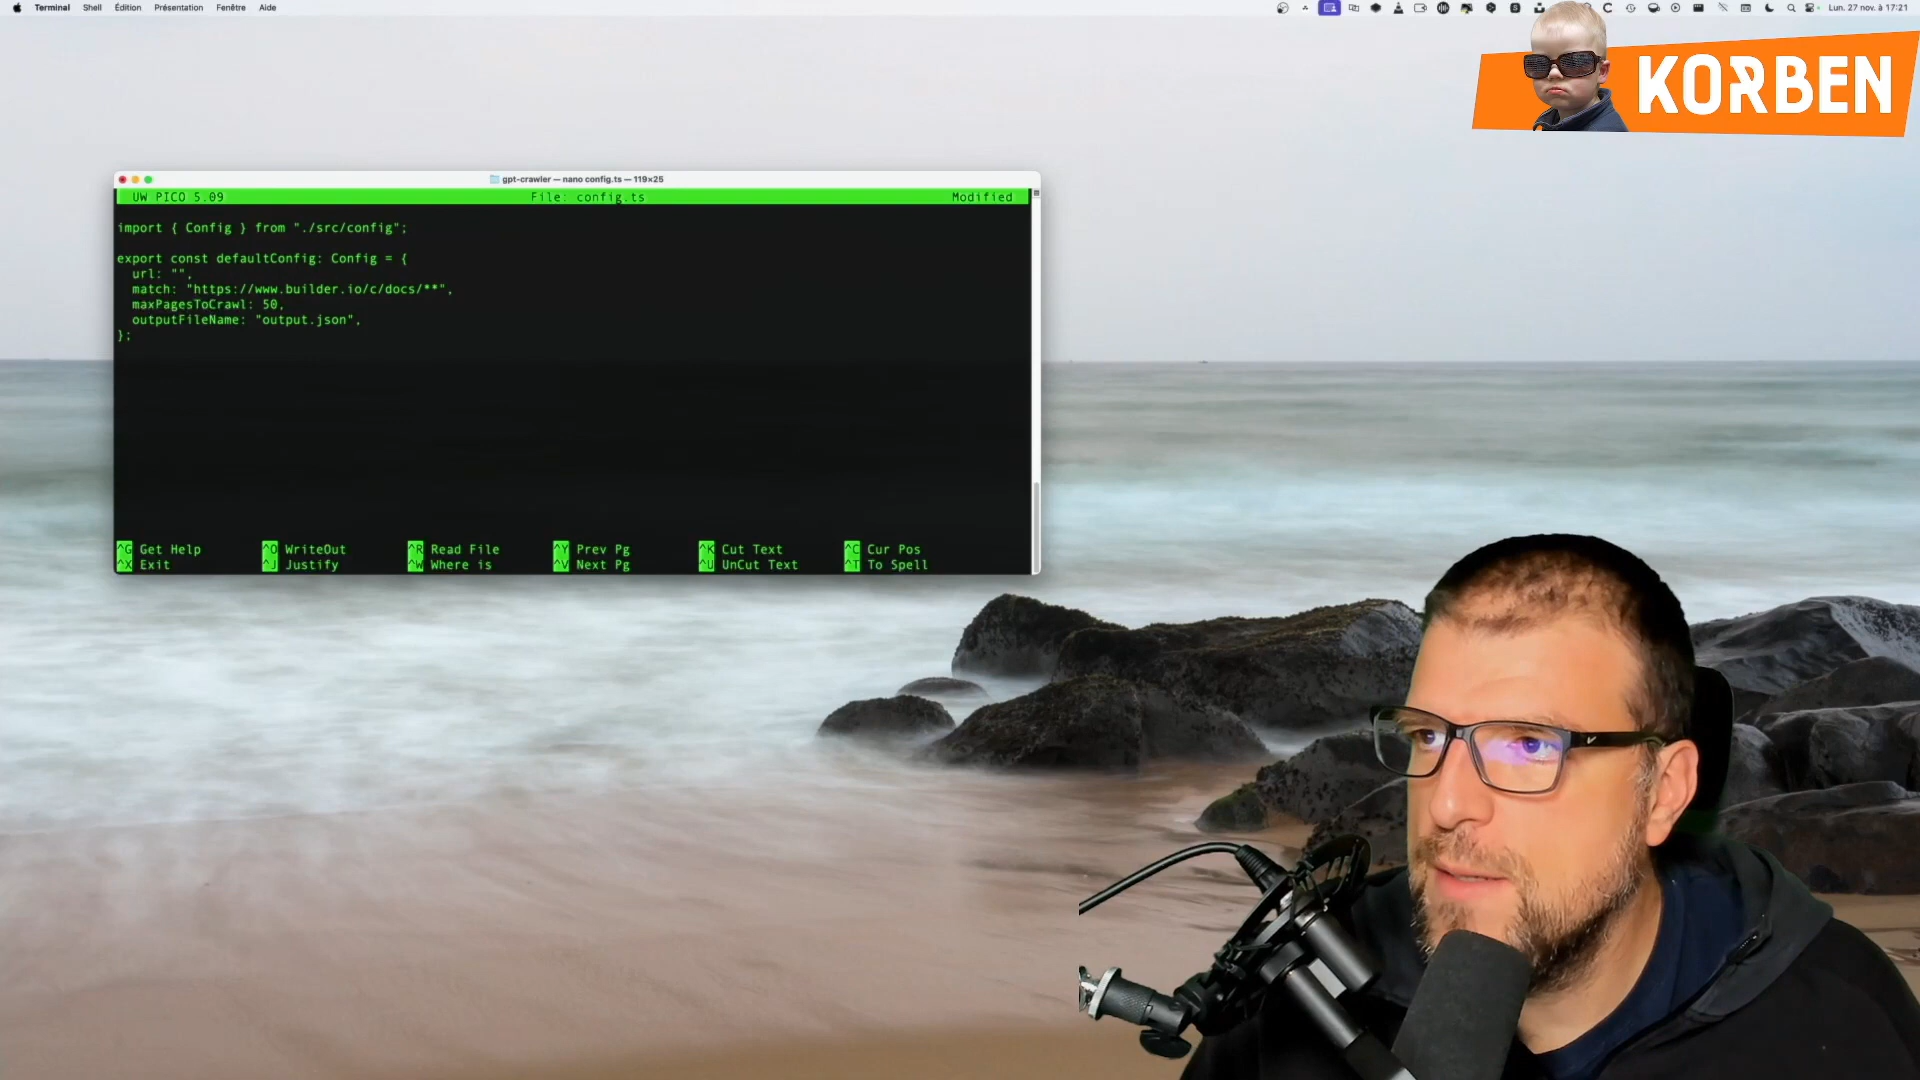 Terminal Shell Édition Présentation Fenêtre Aide
Lun. 27 nov. à 17:21
KORBEN
gpt-crawler — nano config.ts — 119×25
UW PICO 5.09 File: config.ts Modified
import { Config } from "./src/config";
export const defaultConfig: Config = {
url: "",
match: "https://www.builder.io/c/docs/**",
maxPagesToCrawl: 50,
outputFileName: "output.json",
};
^G Get Help ^O WriteOut ^R Read File ^Y Prev Pg ^K Cut Text ^C Cur Pos
^X Exit ^J Justify ^W Where is ^V Next Pg ^U UnCut Text ^T To Spell